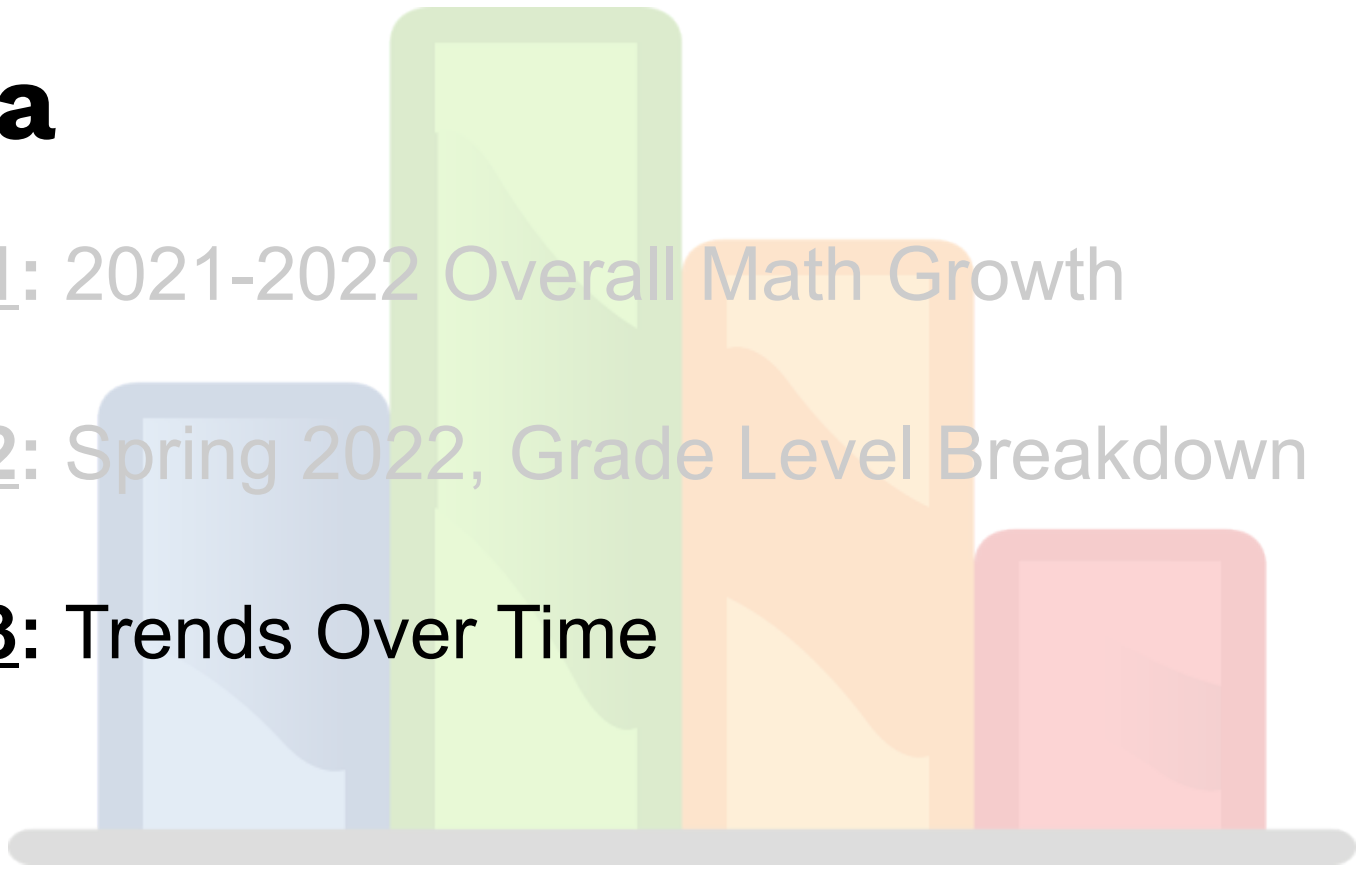 a
1: 2021-2022 Overall Math Growth
2: Spring 2022, Grade Level Breakdown
3: Trends Over Time